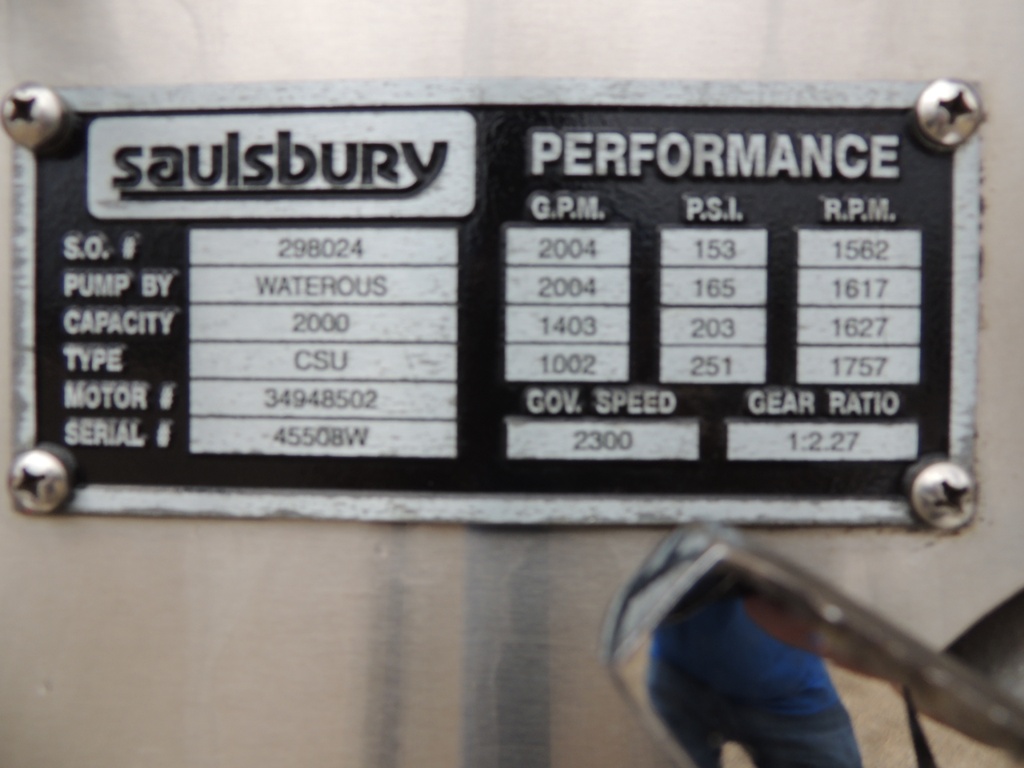 saulsbury
S.O. # 298024
PUMP BY WATEROUS
CAPACITY 2000
TYPE CSU
MOTOR # 34948502
SERIAL # 45508W
PERFORMANCE
G.P.M. P.S.I. R.P.M.
2004 153 1562
2004 165 1617
1403 203 1627
1002 251 1757
GOV. SPEED GEAR RATIO
2300 1:2.27